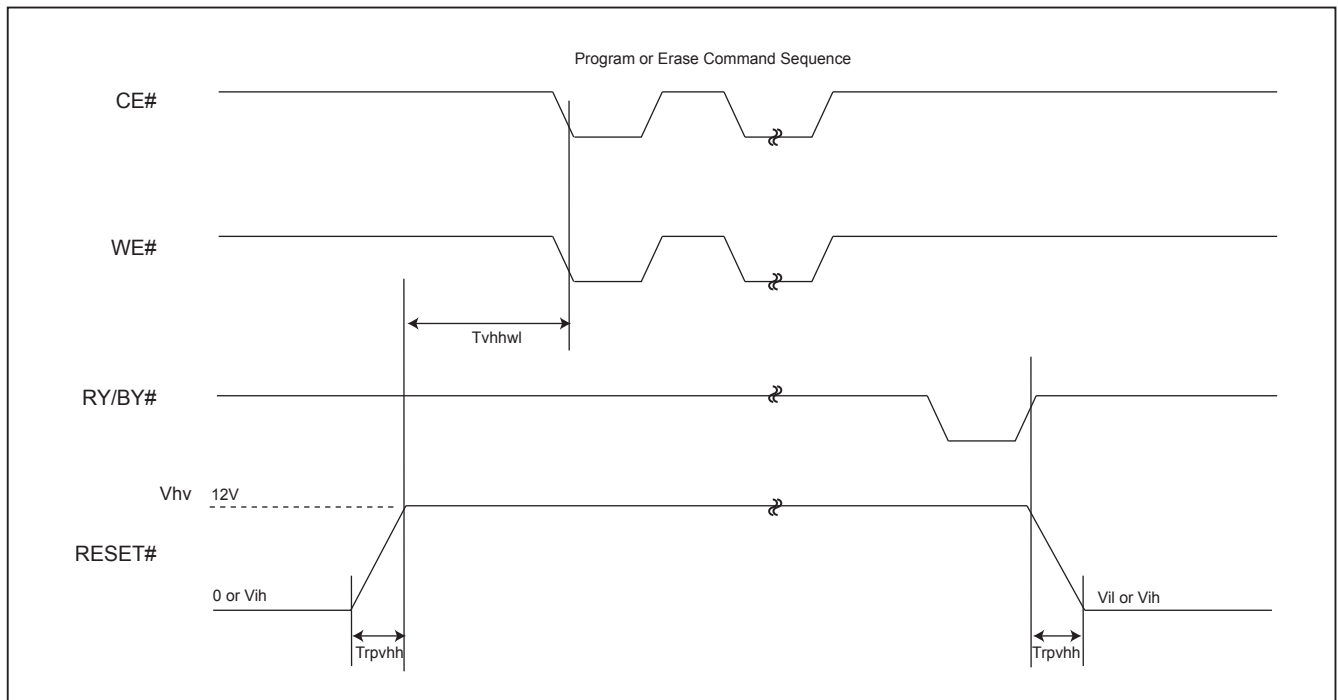 Program or Erase Command Sequence
CE#
WE#
Tvhhwl
RY/BY#
Vhv 12V
RESET#
0 or Vih
Vil or Vih
Trpvhh
Trpvhh